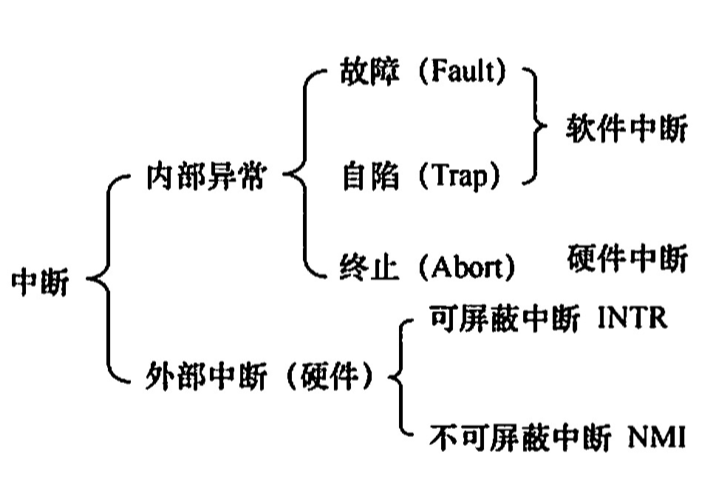 故障（Fault）
软件中断
内部异常
自陷（Trap）
中断
终止（Abort）
硬件中断
外部中断（硬件）
可屏蔽中断 INTR
不可屏蔽中断 NMI